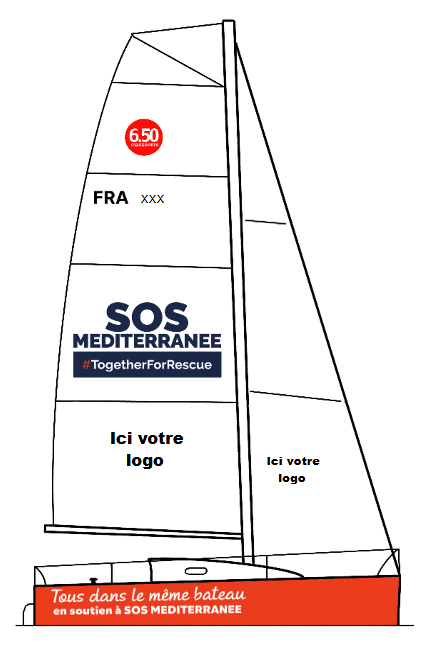 6.50
classemini
FRA xxx
SOS
MEDITERRANEE
#TogetherForRescue
Ici votre
logo
Ici votre
logo
Tous dans le même bateau
en soutien à SOS MEDITERRANEE